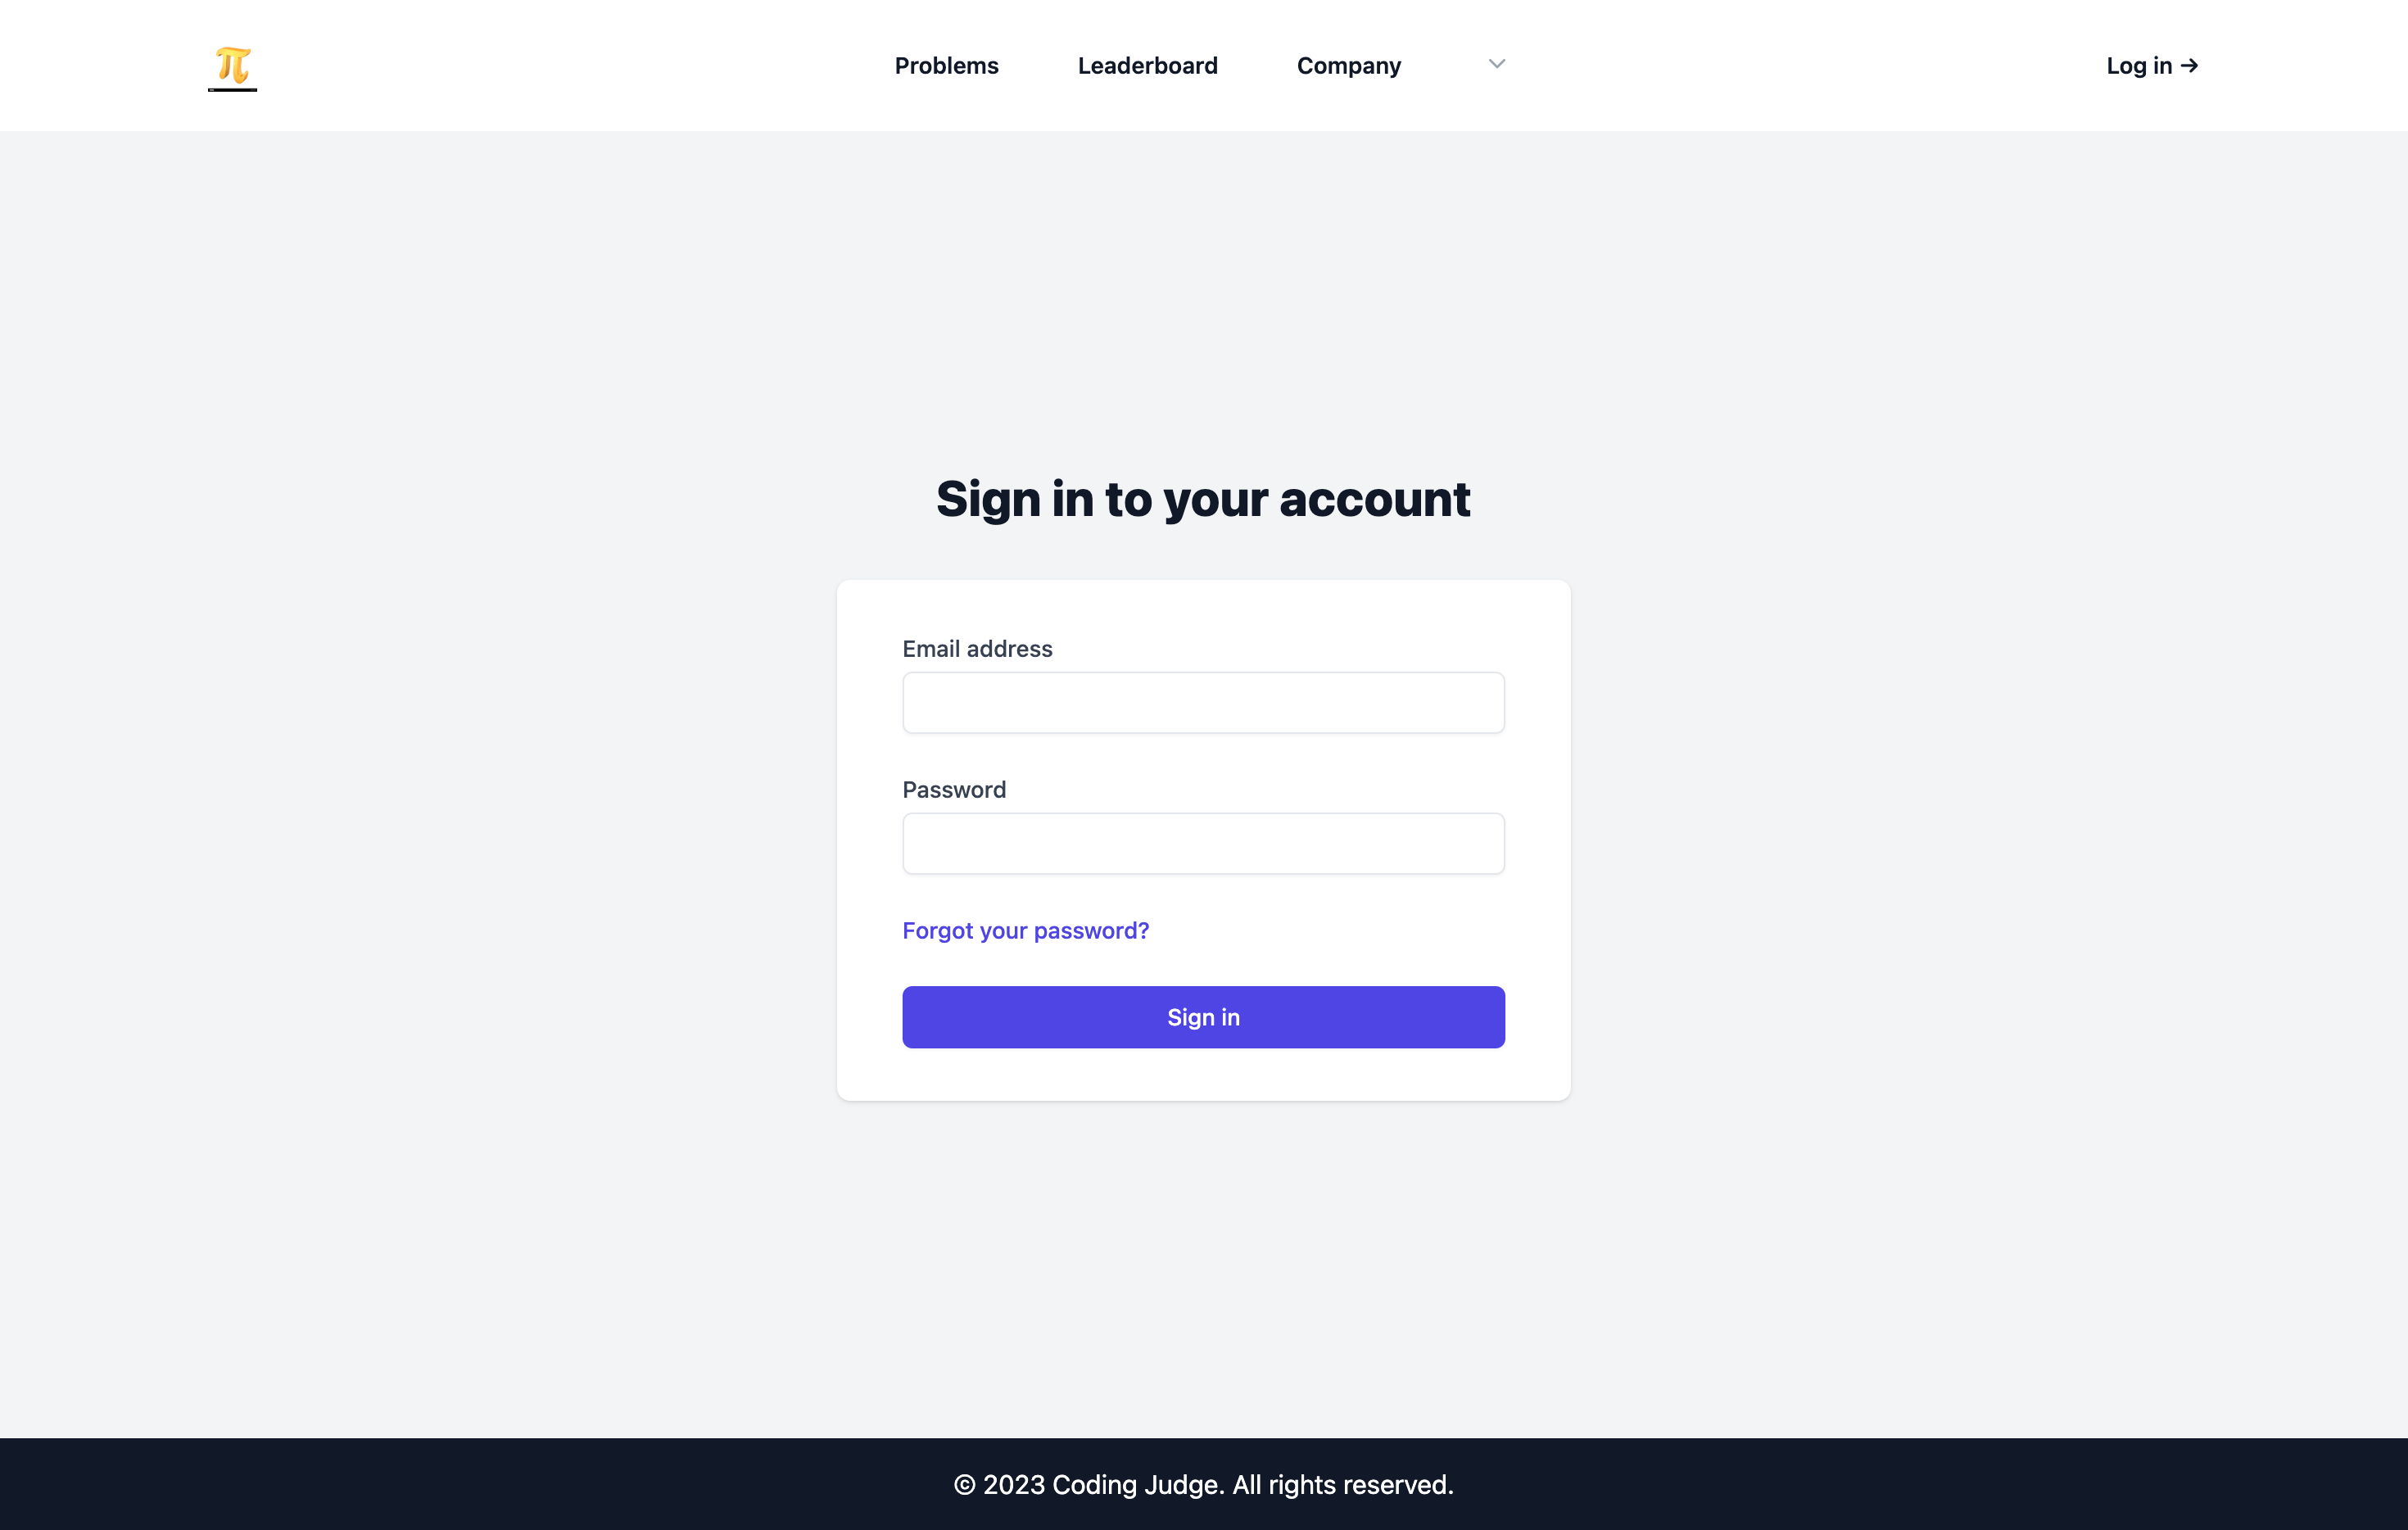 π
Problems
Leaderboard
Company
Log in →
Sign in to your account
Email address
Password
Forgot your password?
Sign in
© 2023 Coding Judge. All rights reserved.